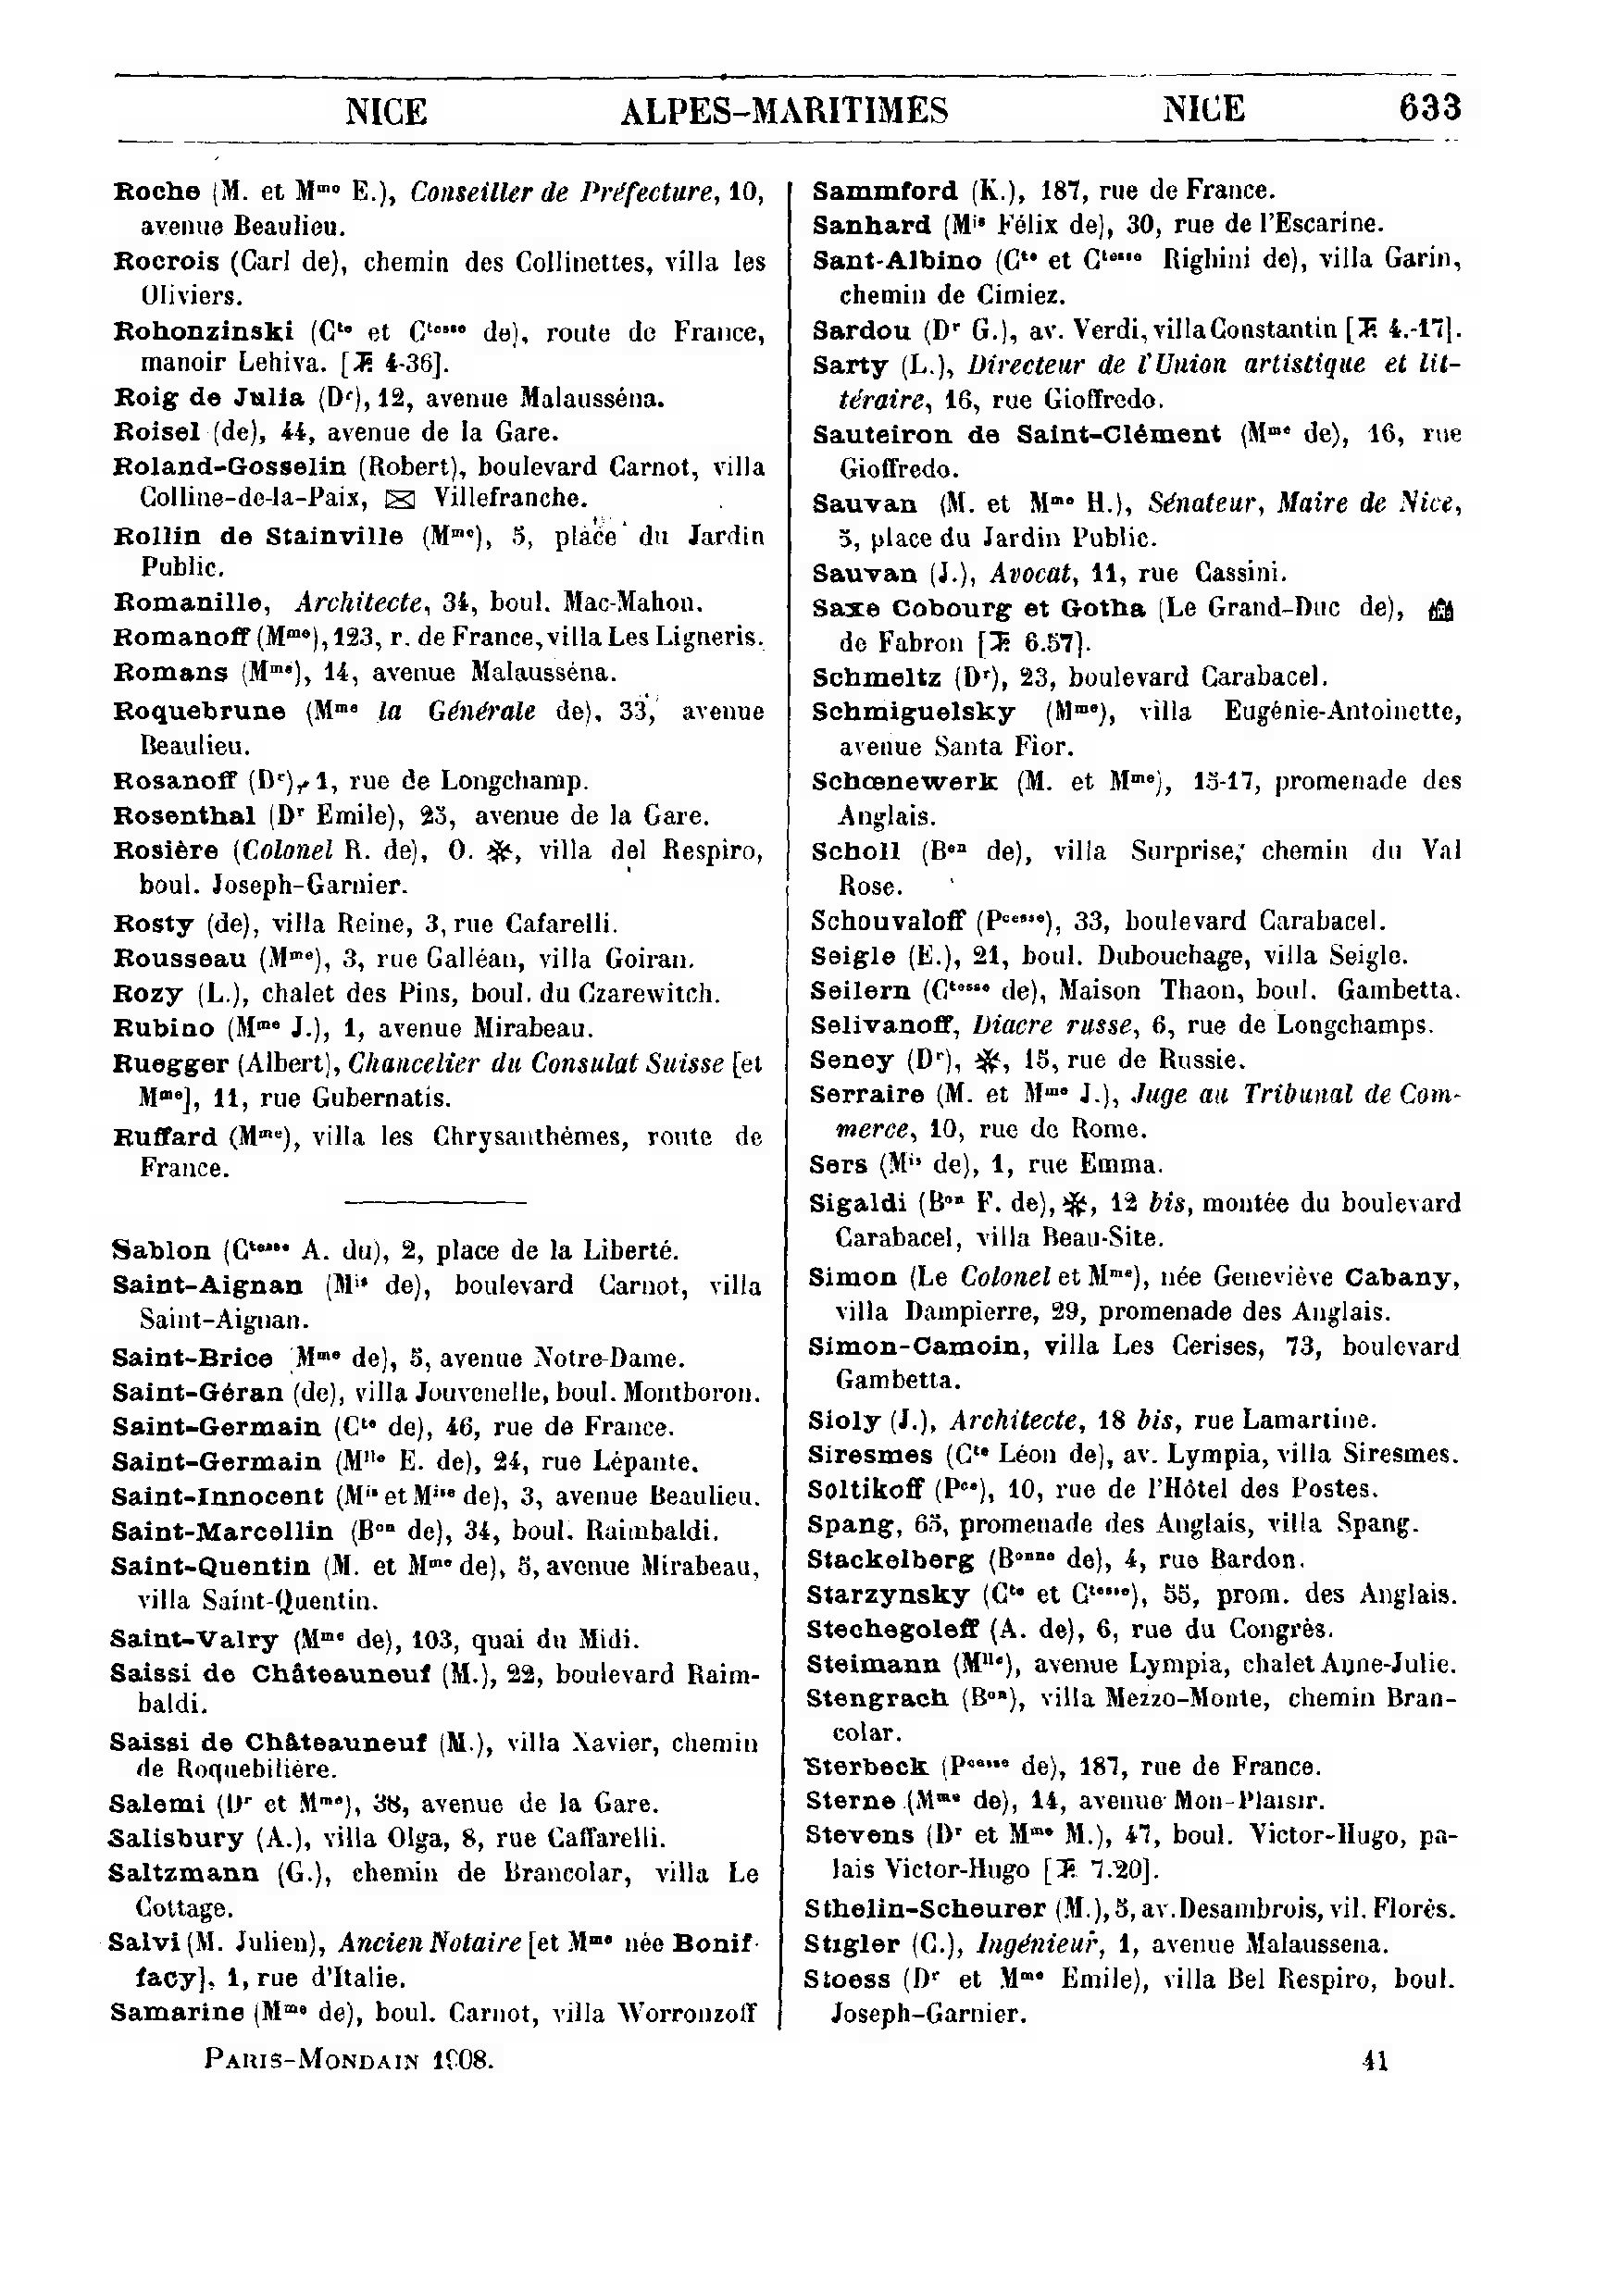 NICE ALPES-MARITIMES NICE 633
Roche (M. et Mme E.), Conseiller de Préfecture, 10,
avenue Beaulieu.
Rocrois (Carl de), chemin des Collinettes, villa les
Oliviers.
Rohonzinski (Cte et Ctesse de), route de France,
manoir Lehiva. [T 4-36].
Roig de Julia (Dr), 12, avenue Malausséna.
Roisel (de), 44, avenue de la Gare.
Roland-Gosselin (Robert), boulevard Carnot, villa
Colline-de-la-Paix, ✉ Villefranche.
Rollin de Stainville (Mme), 5, place du Jardin
Public.
Romanille, Architecte, 34, boul. Mac-Mahon.
Romanoff (Mme), 123, r. de France, villa Les Ligneris.
Romans (Mme), 14, avenue Malausséna.
Roquebrune (Mme la Générale de), 33, avenue
Beaulieu.
Rosanoff (Dr), 1, rue de Longchamp.
Rosenthal (Dr Emile), 25, avenue de la Gare.
Rosière (Colonel R. de), O. ✻, villa del Respiro,
boul. Joseph-Garnier.
Rosty (de), villa Reine, 3, rue Cafarelli.
Rousseau (Mme), 3, rue Galléan, villa Goiran.
Rozy (L.), chalet des Pins, boul. du Czarewitch.
Rubino (Mme J.), 1, avenue Mirabeau.
Ruegger (Albert), Chancelier du Consulat Suisse [et
Mme], 11, rue Gubernatis.
Ruffard (Mme), villa les Chrysanthèmes, route de
France.
Sablon (Ctesse A. du), 2, place de la Liberté.
Saint-Aignan (Mis de), boulevard Carnot, villa
Saint-Aignan.
Saint-Brice (Mme de), 5, avenue Notre-Dame.
Saint-Géran (de), villa Jouvenelle, boul. Montboron.
Saint-Germain (Cte de), 46, rue de France.
Saint-Germain (Mlle E. de), 24, rue Lépante.
Saint-Innocent (Mis et Mise de), 3, avenue Beaulieu.
Saint-Marcellin (Bon de), 34, boul. Raimbaldi.
Saint-Quentin (M. et Mme de), 5, avenue Mirabeau,
villa Saint-Quentin.
Saint-Valry (Mme de), 103, quai du Midi.
Saissi de Châteauneuf (M.), 22, boulevard Raim-
baldi.
Saissi de Châteauneuf (M.), villa Xavier, chemin
de Roquebilière.
Salemi (Dr et Mme), 38, avenue de la Gare.
Salisbury (A.), villa Olga, 8, rue Caffarelli.
Saltzmann (G.), chemin de Brancolar, villa Le
Cottage.
Salvi (M. Julien), Ancien Notaire [et Mme née Bonif-
facy], 1, rue d'Italie.
Samarine (Mme de), boul. Carnot, villa Worronzoff
Sammford (K.), 187, rue de France.
Sanhard (Mis Félix de), 30, rue de l'Escarine.
Sant-Albino (Cte et Ctesse Righini de), villa Garin,
chemin de Cimiez.
Sardou (Dr G.), av. Verdi, villa Constantin [T 4.-17].
Sarty (L.), Directeur de l'Union artistique et lit-
téraire, 16, rue Gioffredo.
Sauteiron de Saint-Clément (Mme de), 16, rue
Gioffredo.
Sauvan (M. et Mme H.), Sénateur, Maire de Nice,
5, place du Jardin Public.
Sauvan (J.), Avocat, 11, rue Cassini.
Saxe Cobourg et Gotha (Le Grand-Duc de),
de Fabron [T 6.57].
Schmeltz (Dr), 23, boulevard Carabacel.
Schmiguelsky (Mme), villa Eugénie-Antoinette,
avenue Santa Fior.
Schœnewerk (M. et Mme), 15-17, promenade des
Anglais.
Scholl (Ben de), villa Surprise, chemin du Val
Rose.
Schouvaloff (Pcesse), 33, boulevard Carabacel.
Seigle (E.), 21, boul. Dubouchage, villa Seigle.
Seilern (Ctesse de), Maison Thaon, boul. Gambetta.
Selivanoff, Diacre russe, 6, rue de Longchamps.
Seney (Dr), ✻, 15, rue de Russie.
Serraire (M. et Mme J.), Juge au Tribunal de Com-
merce, 10, rue de Rome.
Sers (Mis de), 1, rue Emma.
Sigaldi (Bon F. de), ✻, 12 bis, montée du boulevard
Carabacel, villa Beau-Site.
Simon (Le Colonel et Mme), née Geneviève Cabany,
villa Dampierre, 29, promenade des Anglais.
Simon-Camoin, villa Les Cerises, 73, boulevard
Gambetta.
Sioly (J.), Architecte, 18 bis, rue Lamartine.
Siresmes (Cte Léon de), av. Lympia, villa Siresmes.
Soltikoff (Pce), 10, rue de l'Hôtel des Postes.
Spang, 65, promenade des Anglais, villa Spang.
Stackelberg (Bonne de), 4, rue Bardon.
Starzynsky (Cte et Ctesse), 55, prom. des Anglais.
Stechegoleff (A. de), 6, rue du Congrès.
Steimann (Mlle), avenue Lympia, chalet Anne-Julie.
Stengrach (Bon), villa Mezzo-Monte, chemin Bran-
colar.
Sterbeck (Pcesse de), 187, rue de France.
Sterne (Mme de), 14, avenue Mon-Plaisir.
Stevens (Dr et Mme M.), 47, boul. Victor-Hugo, pa-
lais Victor-Hugo [T 7.20].
Sthelin-Scheurer (M.), 5, av. Desambrois, vil. Florès.
Stigler (C.), Ingénieur, 1, avenue Malaussena.
Stoess (Dr et Mme Emile), villa Bel Respiro, boul.
Joseph-Garnier.
PARIS-MONDAIN 1908. 41